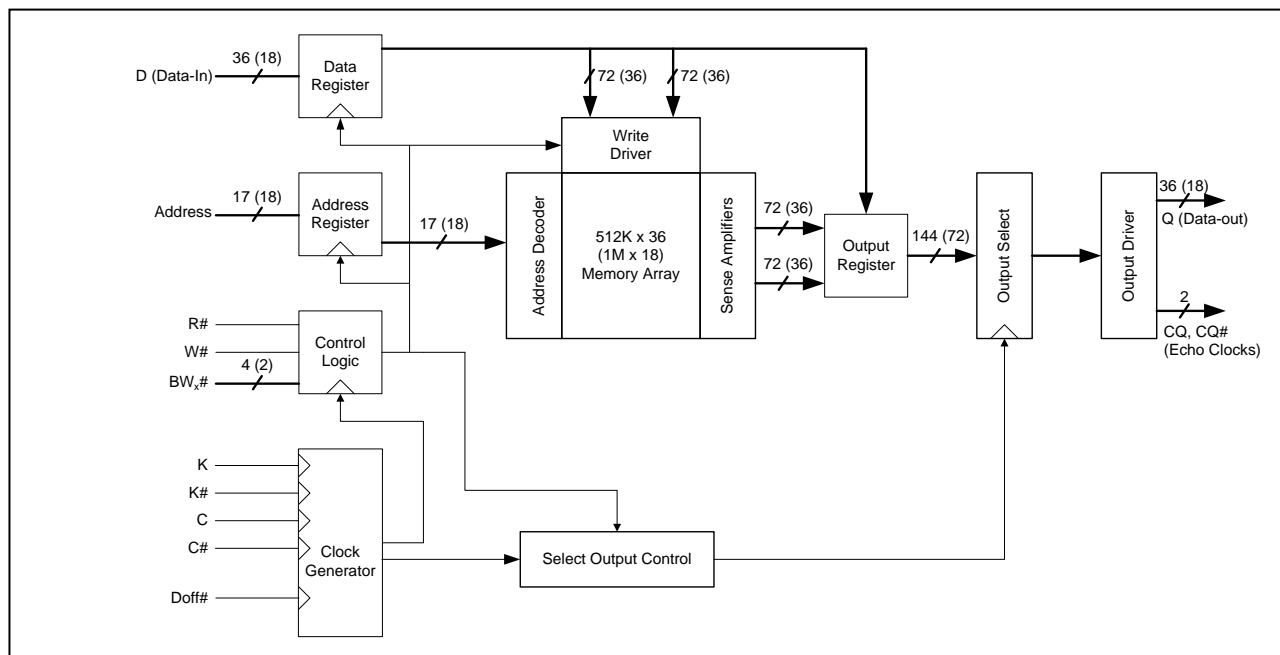 36 (18)
D (Data-In)
Data
Register
72 (36)
72 (36)
Write
Driver
17 (18)
Address
Address
Register
17 (18)
Address Decoder
512K x 36
(1M x 18)
Memory Array
Sense Amplifiers
72 (36)
72 (36)
Output
Register
144 (72)
Output Select
Output Driver
36 (18)
Q (Data-out)
2
CQ, CQ#
(Echo Clocks)
R#
W#
4 (2)
BWx#
Control
Logic
K
K#
C
C#
Doff#
Clock
Generator
Select Output Control